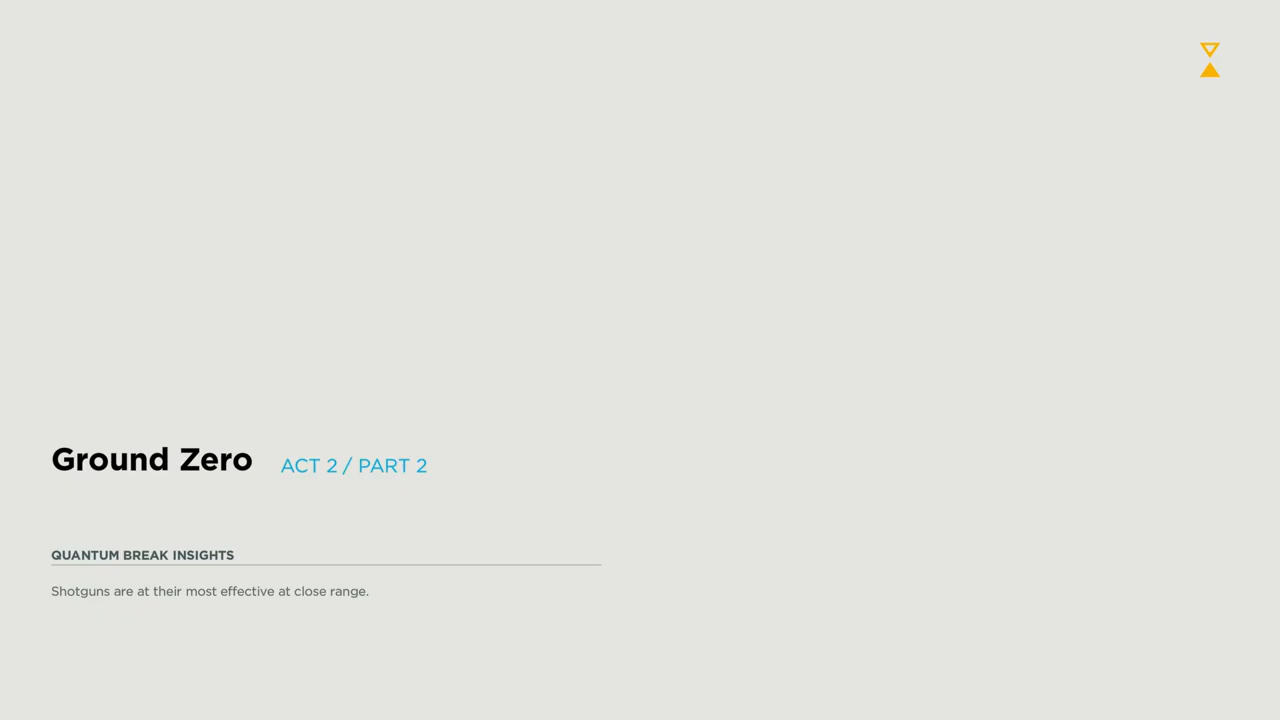 Ground Zero ACT 2 / PART 2
QUANTUM BREAK INSIGHTS
Shotguns are at their most effective at close range.